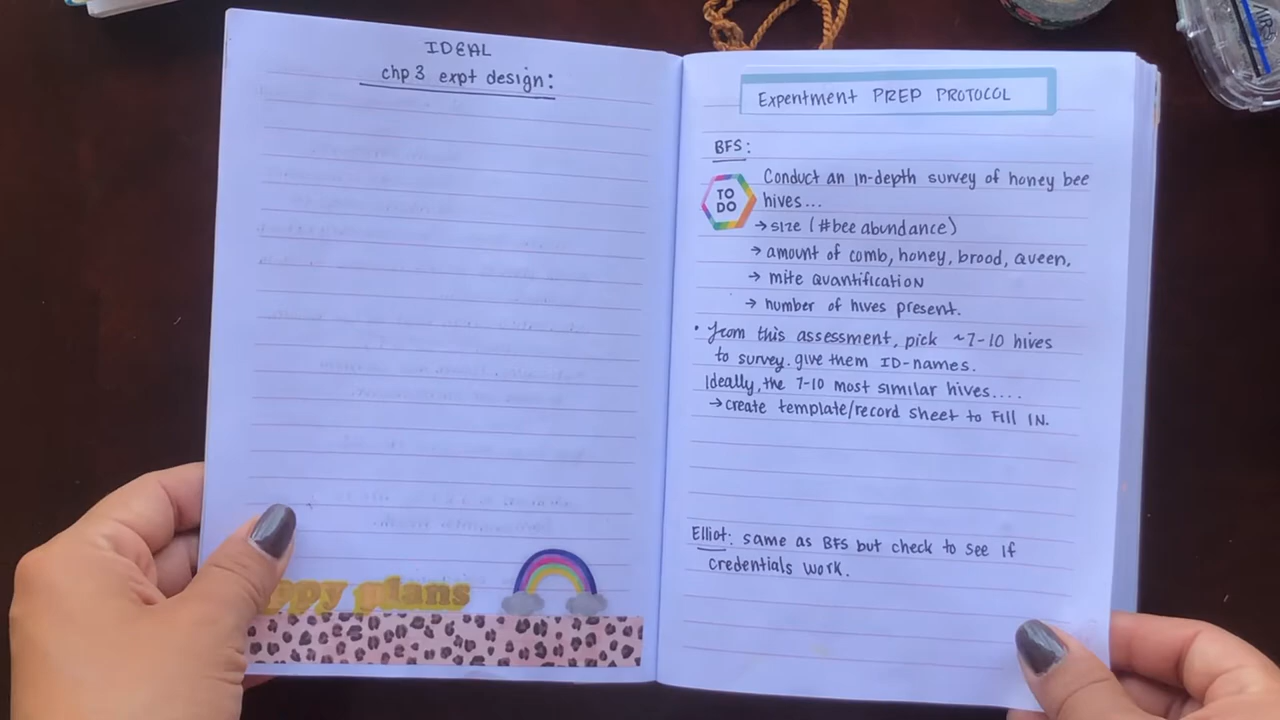 IDEAL
chp 3 expt design:
ppy plans
Expentment PREP PROTOCOL
BFS:
TO
DO
Conduct an in-depth survey of honey bee
hives...
→ size (#bee abundance)
→ amount of comb, honey, brood, queen,
→ mite quantification
→ number of hives present.
• from this assessment, pick ~7-10 hives
to survey. give them ID-names.
Ideally, the 7-10 most similar hives....
→ create template/record sheet to FILL IN.
Elliot: same as BFS but check to see if
credentials work.